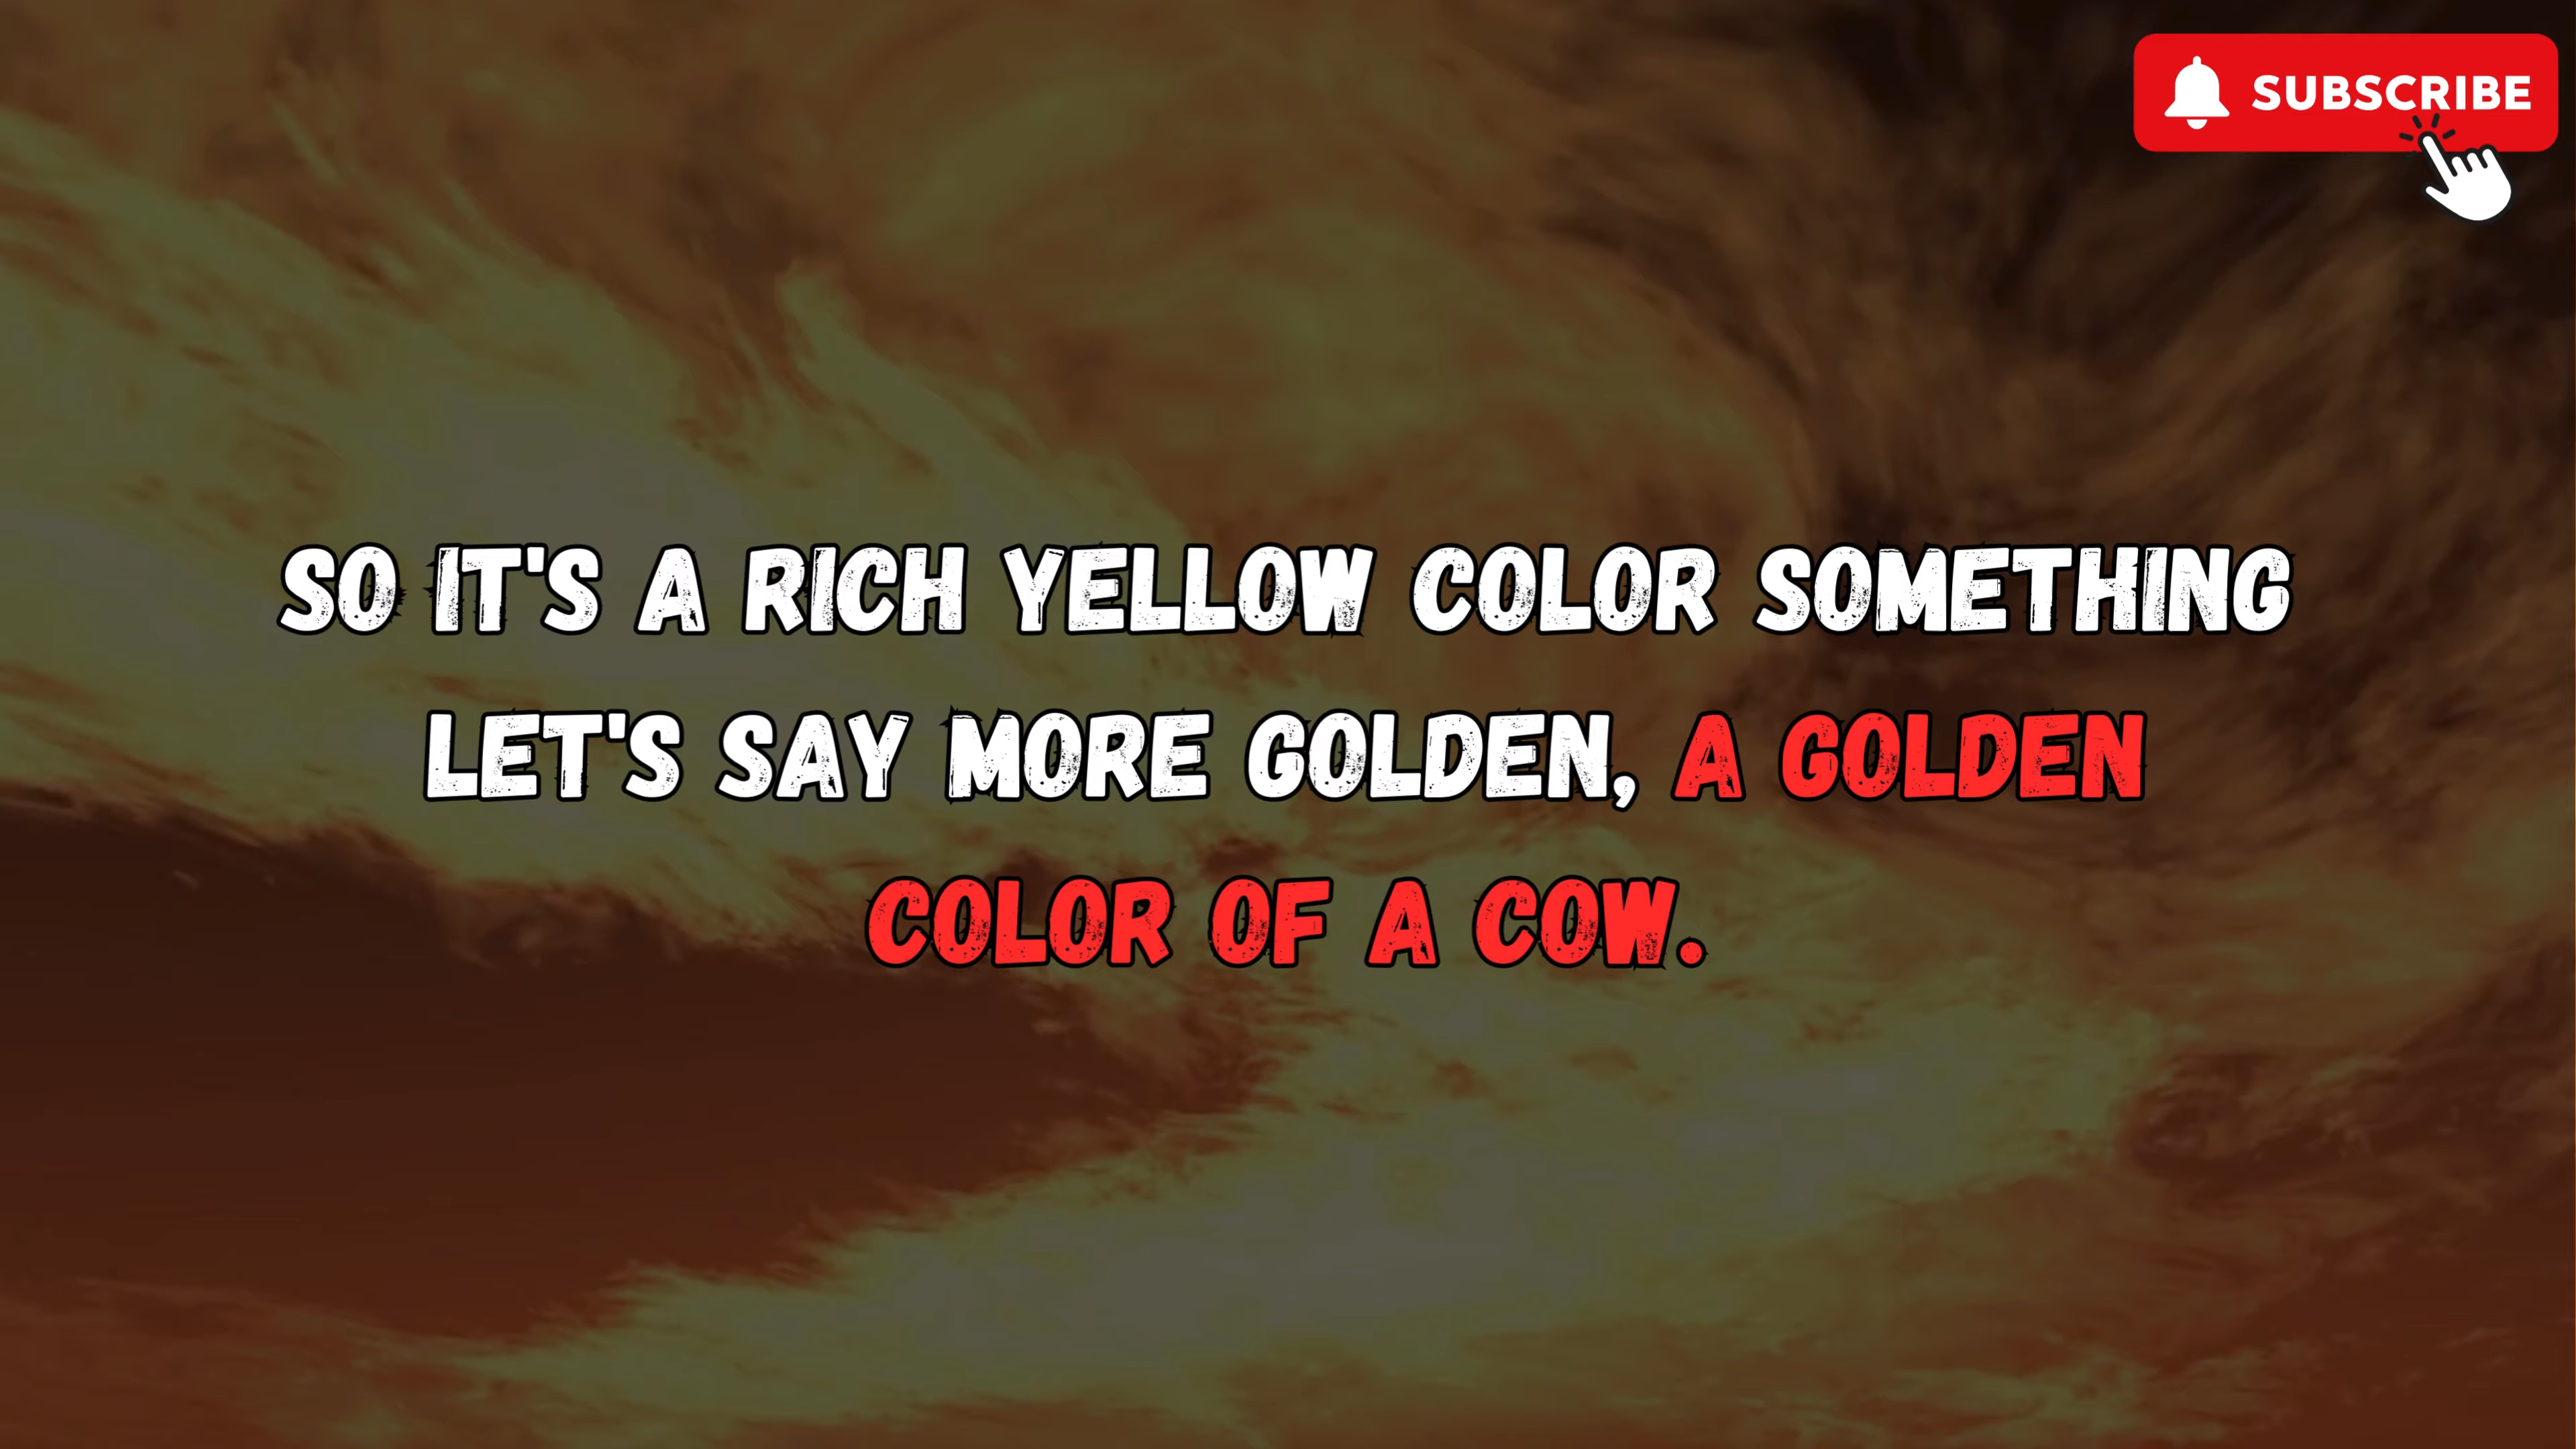 SUBSCRIBE
SO IT'S A RICH YELLOW COLOR SOMETHING
LET'S SAY MORE GOLDEN, A GOLDEN
COLOR OF A COW.